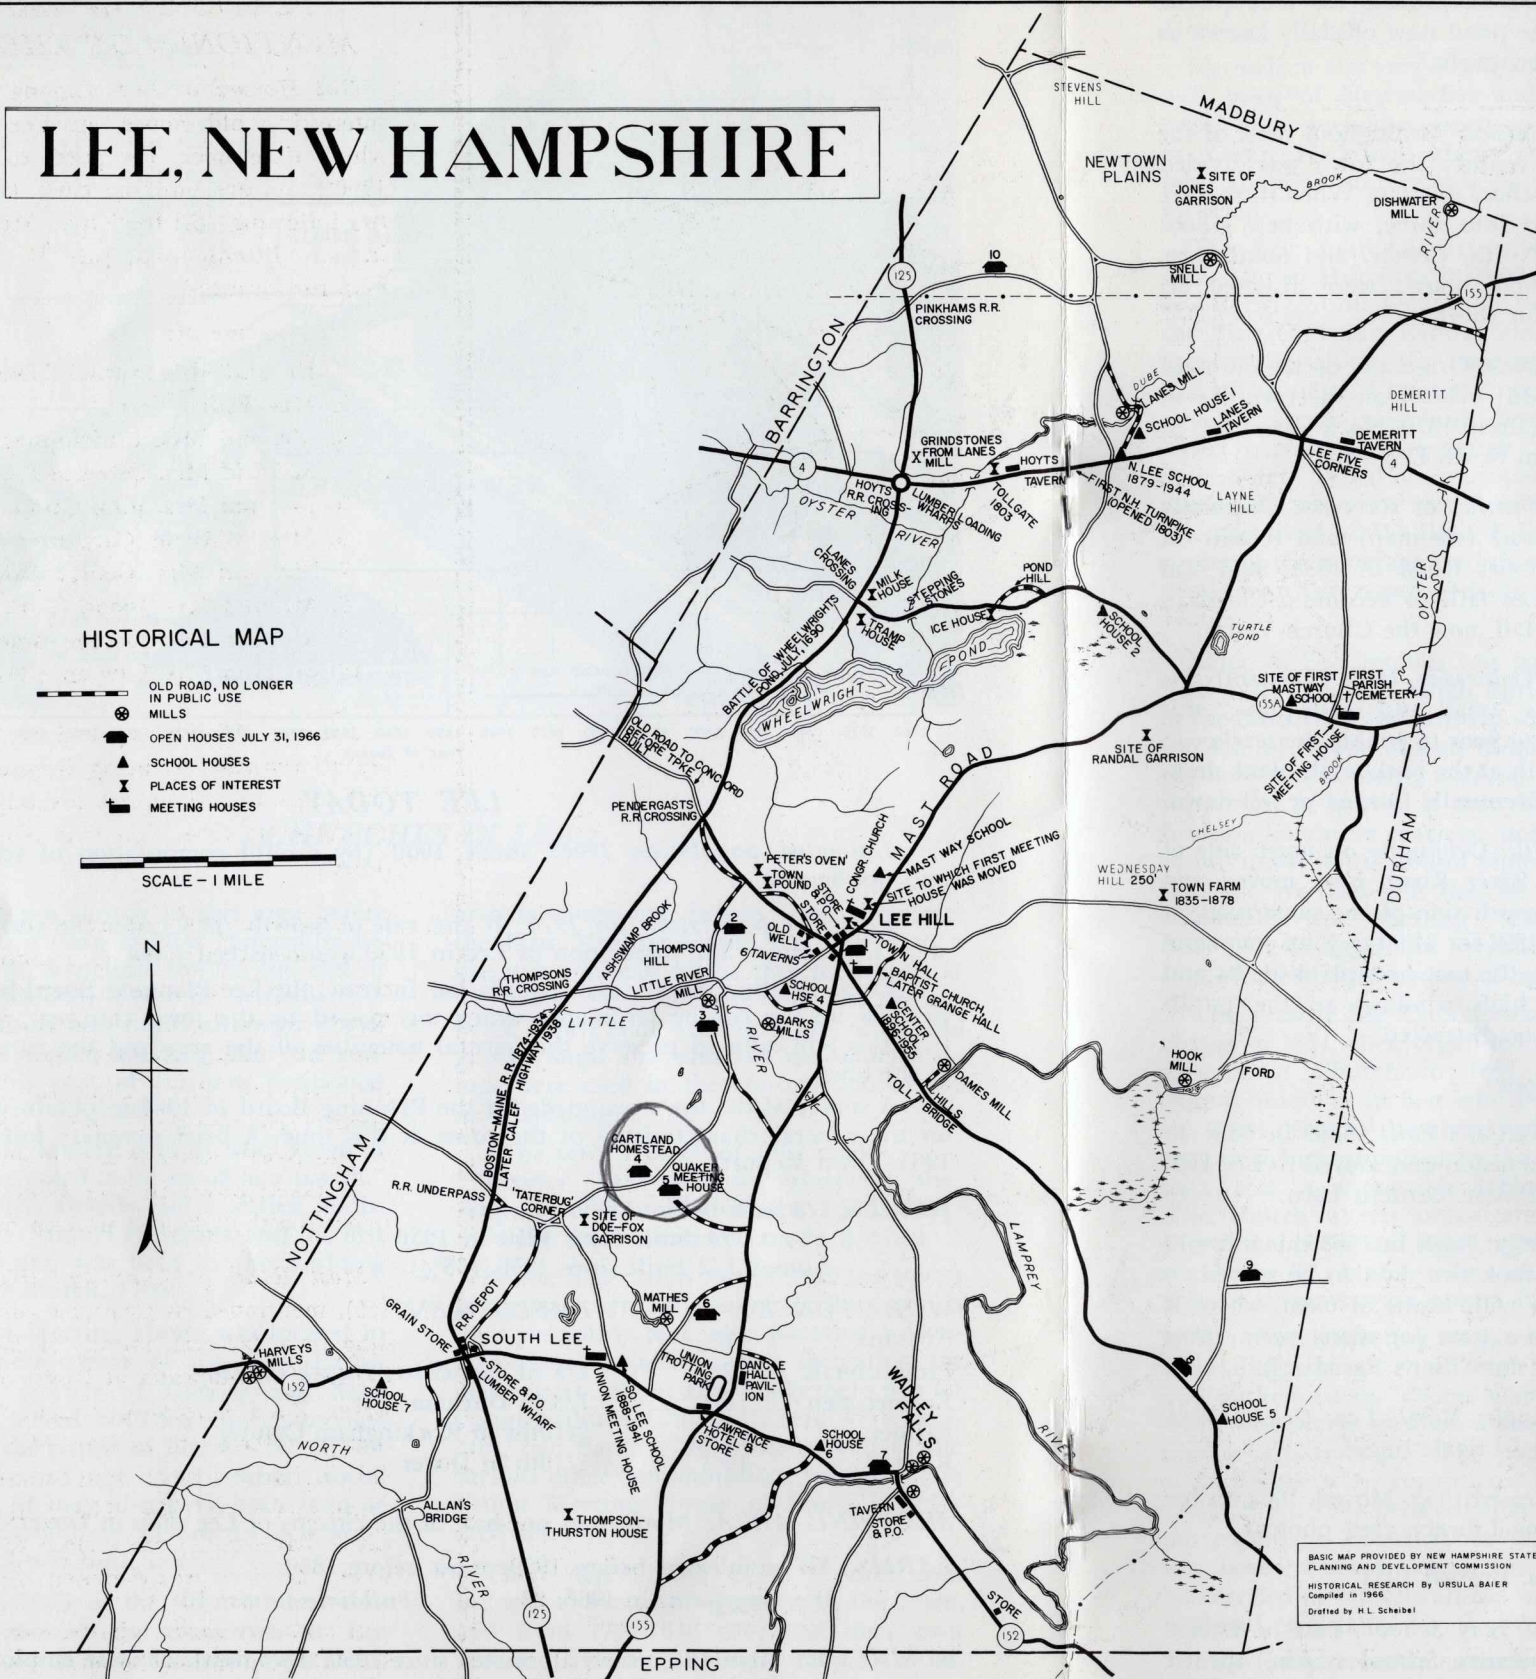 LEE, NEW HAMPSHIRE
HISTORICAL MAP
OLD ROAD, NO LONGER
IN PUBLIC USE
MILLS
OPEN HOUSES JULY 31, 1966
SCHOOL HOUSES
PLACES OF INTEREST
MEETING HOUSES
SCALE – 1 MILE
N
STEVENS
HILL
MADBURY
NEWTOWN
PLAINS
SITE OF
JONES
GARRISON
BROOK
DISHWATER
MILL
RIVER
SNELL
MILL
10
125
155
PINKHAMS R.R.
CROSSING
BARRINGTON
DUBE
LANES MILL
SCHOOL HOUSE 1
LANES
TAVERN
DEMERITT
HILL
DEMERITT
TAVERN
LEE FIVE
CORNERS
4
GRINDSTONES
FROM LANES
MILL
HOYTS
TAVERN
N. LEE SCHOOL
1879-1944
4
HOYTS
R.R. CROSS-
ING
LUMBER LOADING
WHARFS
TOLLGATE
1803
FIRST N.H. TURNPIKE
(OPENED 1803)
LAYNE
HILL
OYSTER
RIVER
LANES
CROSSING
MILK
HOUSE
STEPPING
STONES
POND
HILL
ICE HOUSE
TRAMP
HOUSE
SCHOOL
HOUSE 2
TURTLE
POND
OYSTER
BATTLE OF WHEELWRIGHTS
POND, JULY, 1690
WHEELWRIGHT
POND
SITE OF FIRST
MASTWAY
SCHOOL
FIRST
PARISH
CEMETERY
155A
OLD ROAD TO CONCORD
(BEFORE TPKE.
BUILT)
SITE OF
RANDAL GARRISON
SITE OF FIRST
MEETING HOUSE
BROOK
MAST ROAD
PENDERGASTS
R.R. CROSSING
CHELSEY
DURHAM
'PETER'S OVEN'
TOWN
POUND
CONGR. CHURCH
STORE
& P.O.
STORE
MAST WAY SCHOOL
SITE TO WHICH FIRST MEETING
HOUSE WAS MOVED
LEE HILL
WEDNESDAY
HILL 250'
TOWN FARM
1835-1878
ASHSWAMP BROOK
2
OLD
WELL
6 TAVERNS
1
TOWN HALL
THOMPSON
HILL
BAPTIST CHURCH,
LATER GRANGE HALL
THOMPSONS
R.R. CROSSING
LITTLE RIVER
MILL
SCHOOL
HSE 4
3
BARKS
MILLS
CENTER
SCHOOL
1896-1955
LITTLE
RIVER
BOSTON-MAINE R.R. 1874-1934
LATER CALEF HIGHWAY 1938
DAMES MILL
HILLS
TOLL BRIDGE
HOOK
MILL
FORD
CARTLAND
HOMESTEAD
4
QUAKER
MEETING
HOUSE
5
R.R. UNDERPASS
'TATERBUG'
CORNER
SITE OF
DOE-FOX
GARRISON
NOTTINGHAM
LAMPREY
RIVER
9
8
R.R. DEPOT
GRAIN STORE
SOUTH LEE
MATHES
MILL
6
HARVEYS
MILLS
152
SCHOOL
HOUSE 7
STORE & P.O.
LUMBER WHARF
UNION MEETING HOUSE
SO. LEE SCHOOL
1888-1941
UNION
TROTTING
PARK
DANCE
HALL
PAVIL-
ION
LAWRENCE
HOTEL &
STORE
SCHOOL
HOUSE
6
WADLEY
FALLS
7
SCHOOL
HOUSE 5
NORTH
RIVER
ALLAN'S
BRIDGE
THOMPSON-
THURSTON HOUSE
TAVERN
STORE
& P.O.
STORE
125
155
152
EPPING
BASIC MAP PROVIDED BY NEW HAMPSHIRE STATE
PLANNING AND DEVELOPMENT COMMISSION
HISTORICAL RESEARCH By URSULA BAIER
Compiled in 1966
Drafted by H.L. Scheibel
LEE TODAY